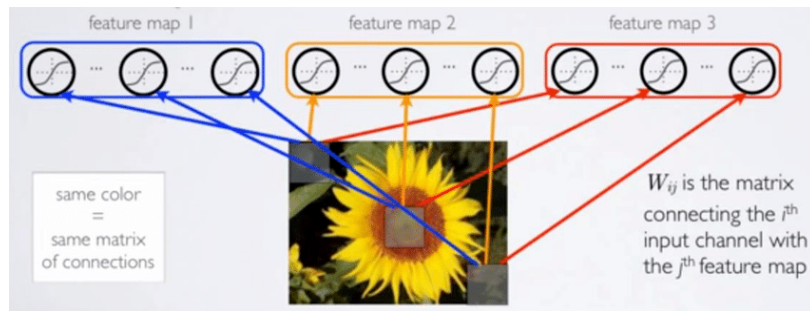 feature map 1
feature map 2
feature map 3
...
...
...
...
...
...
same color
=
same matrix
of connections
Wij is the matrix
connecting the ith
input channel with
the jth feature map